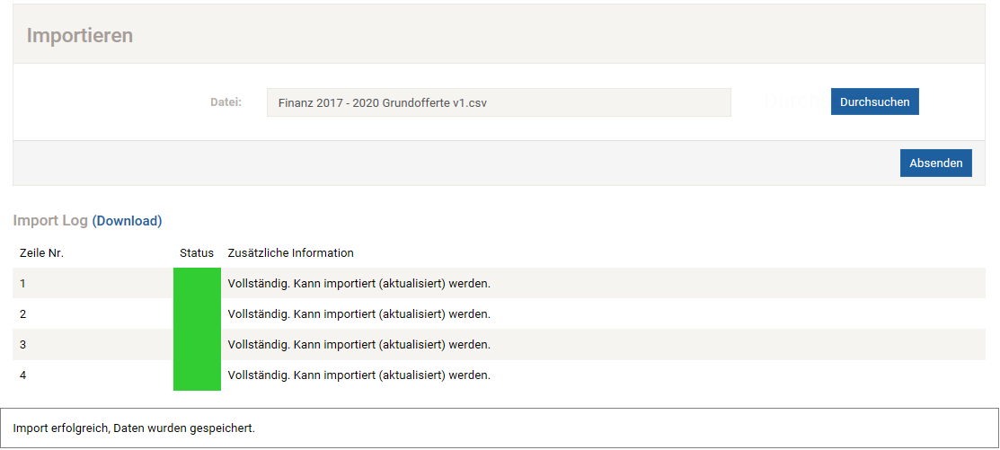 Importieren
Datei: Finanz 2017 - 2020 Grundofferte v1.csv Durchsuchen
Absenden
Import Log (Download)
Zeile Nr. Status Zusätzliche Information
1 Vollständig. Kann importiert (aktualisiert) werden.
2 Vollständig. Kann importiert (aktualisiert) werden.
3 Vollständig. Kann importiert (aktualisiert) werden.
4 Vollständig. Kann importiert (aktualisiert) werden.
Import erfolgreich, Daten wurden gespeichert.